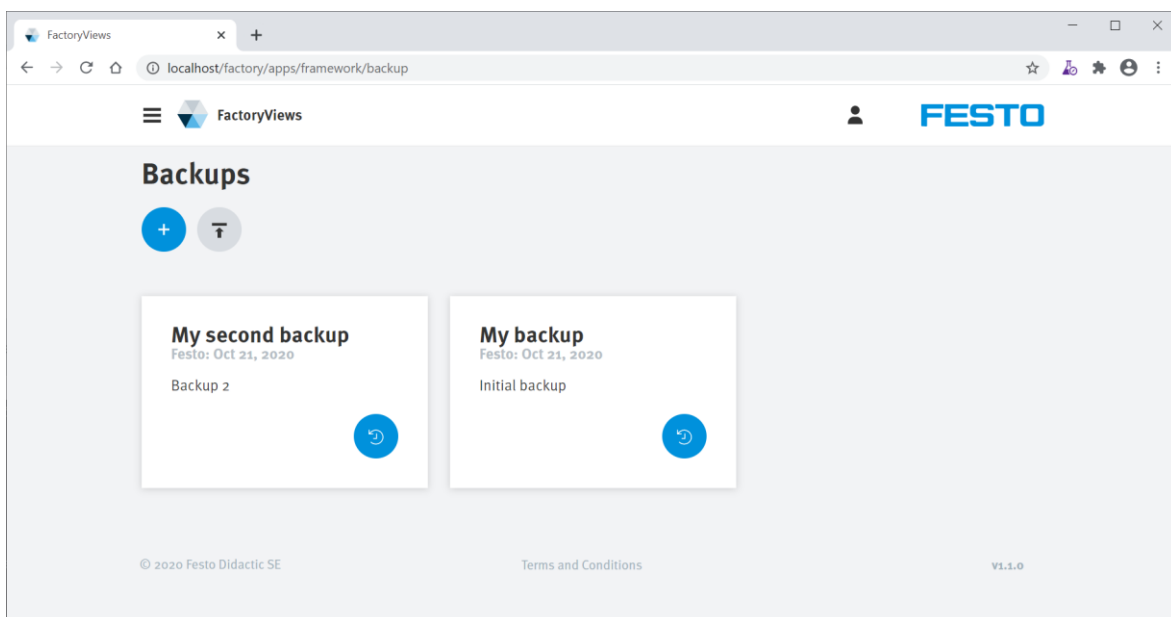 FactoryViews
localhost/factory/apps/framework/backup
FactoryViews
FESTO
Backups
My second backup
Festo: Oct 21, 2020
Backup 2
My backup
Festo: Oct 21, 2020
Initial backup
© 2020 Festo Didactic SE
Terms and Conditions
v1.1.0